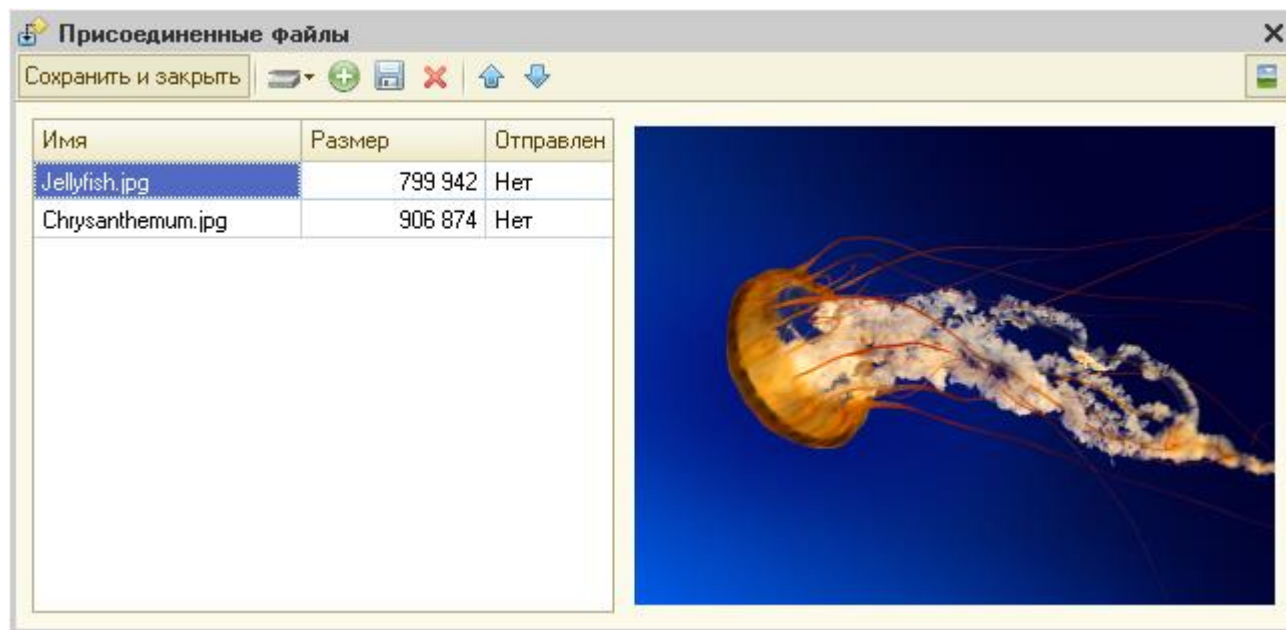 Присоединенные файлы
Сохранить и закрыть
Имя Размер Отправлен
Jellyfish.jpg 799 942 Нет
Chrysanthemum.jpg 906 874 Нет